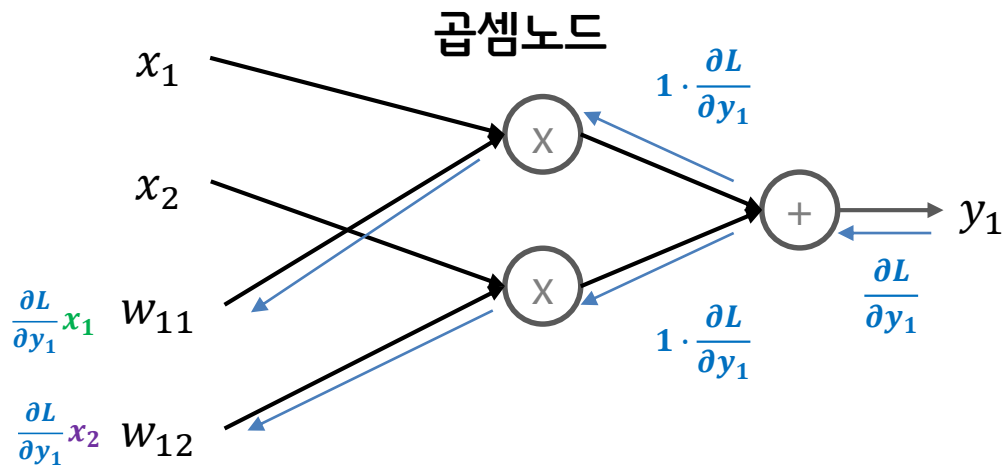 곱셈노드
x₁
1 · ∂L/∂y₁
x
x₂
+
y₁
x
∂L/∂y₁
∂L/∂y₁ x₁ w₁₁
1 · ∂L/∂y₁
∂L/∂y₁ x₂ w₁₂